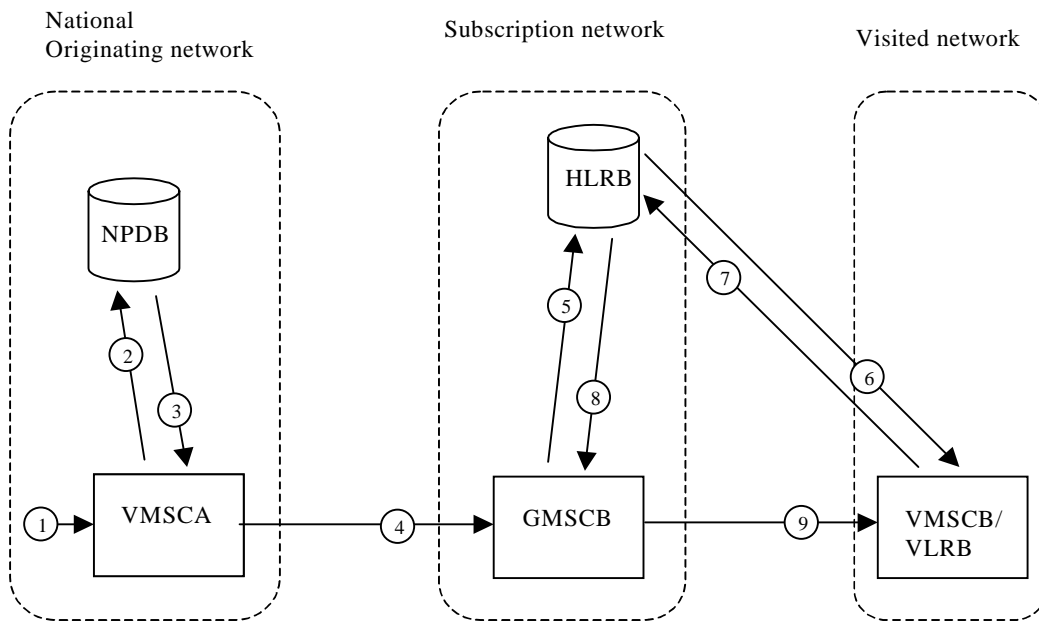 National
Originating network
Subscription network
Visited network
HLRB
NPDB
7
5
2
6
3
8
VMSCA
GMSCB
VMSCB/
VLRB
1
4
9